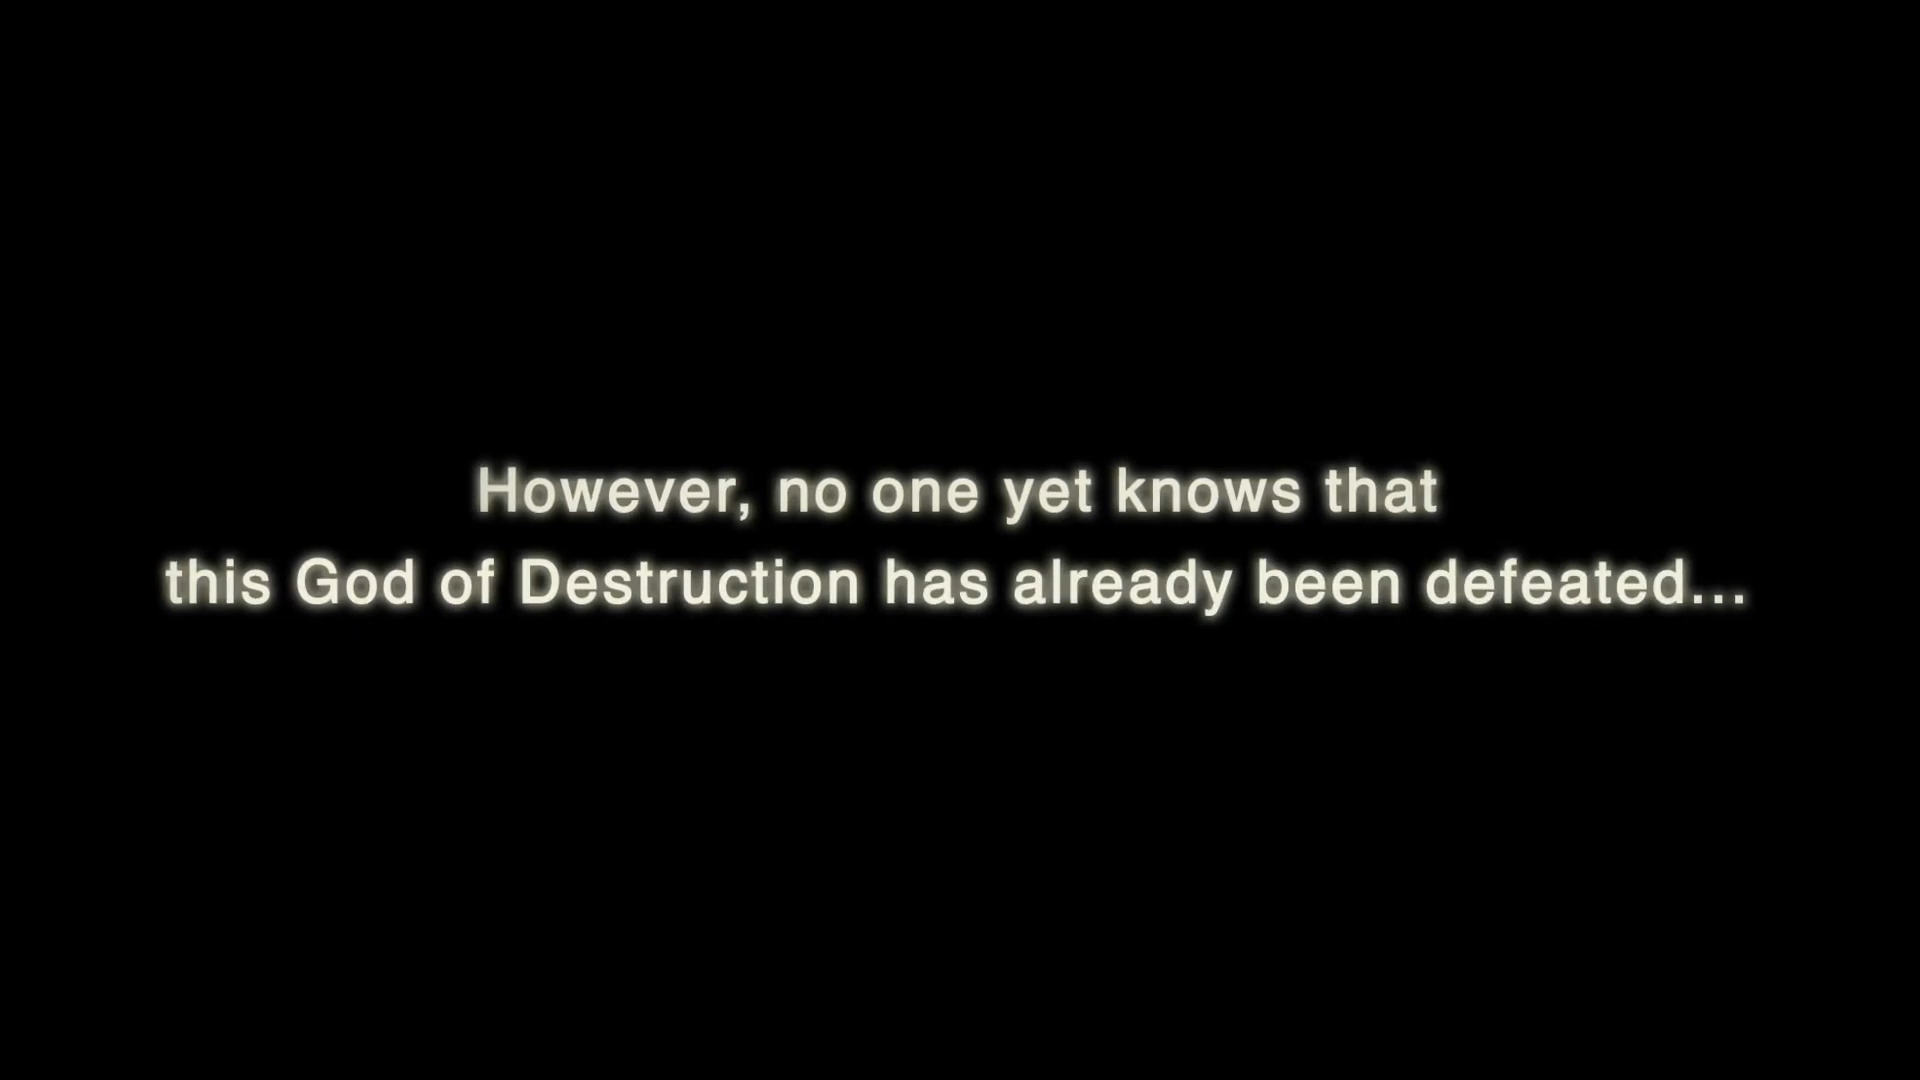 However, no one yet knows that
this God of Destruction has already been defeated...